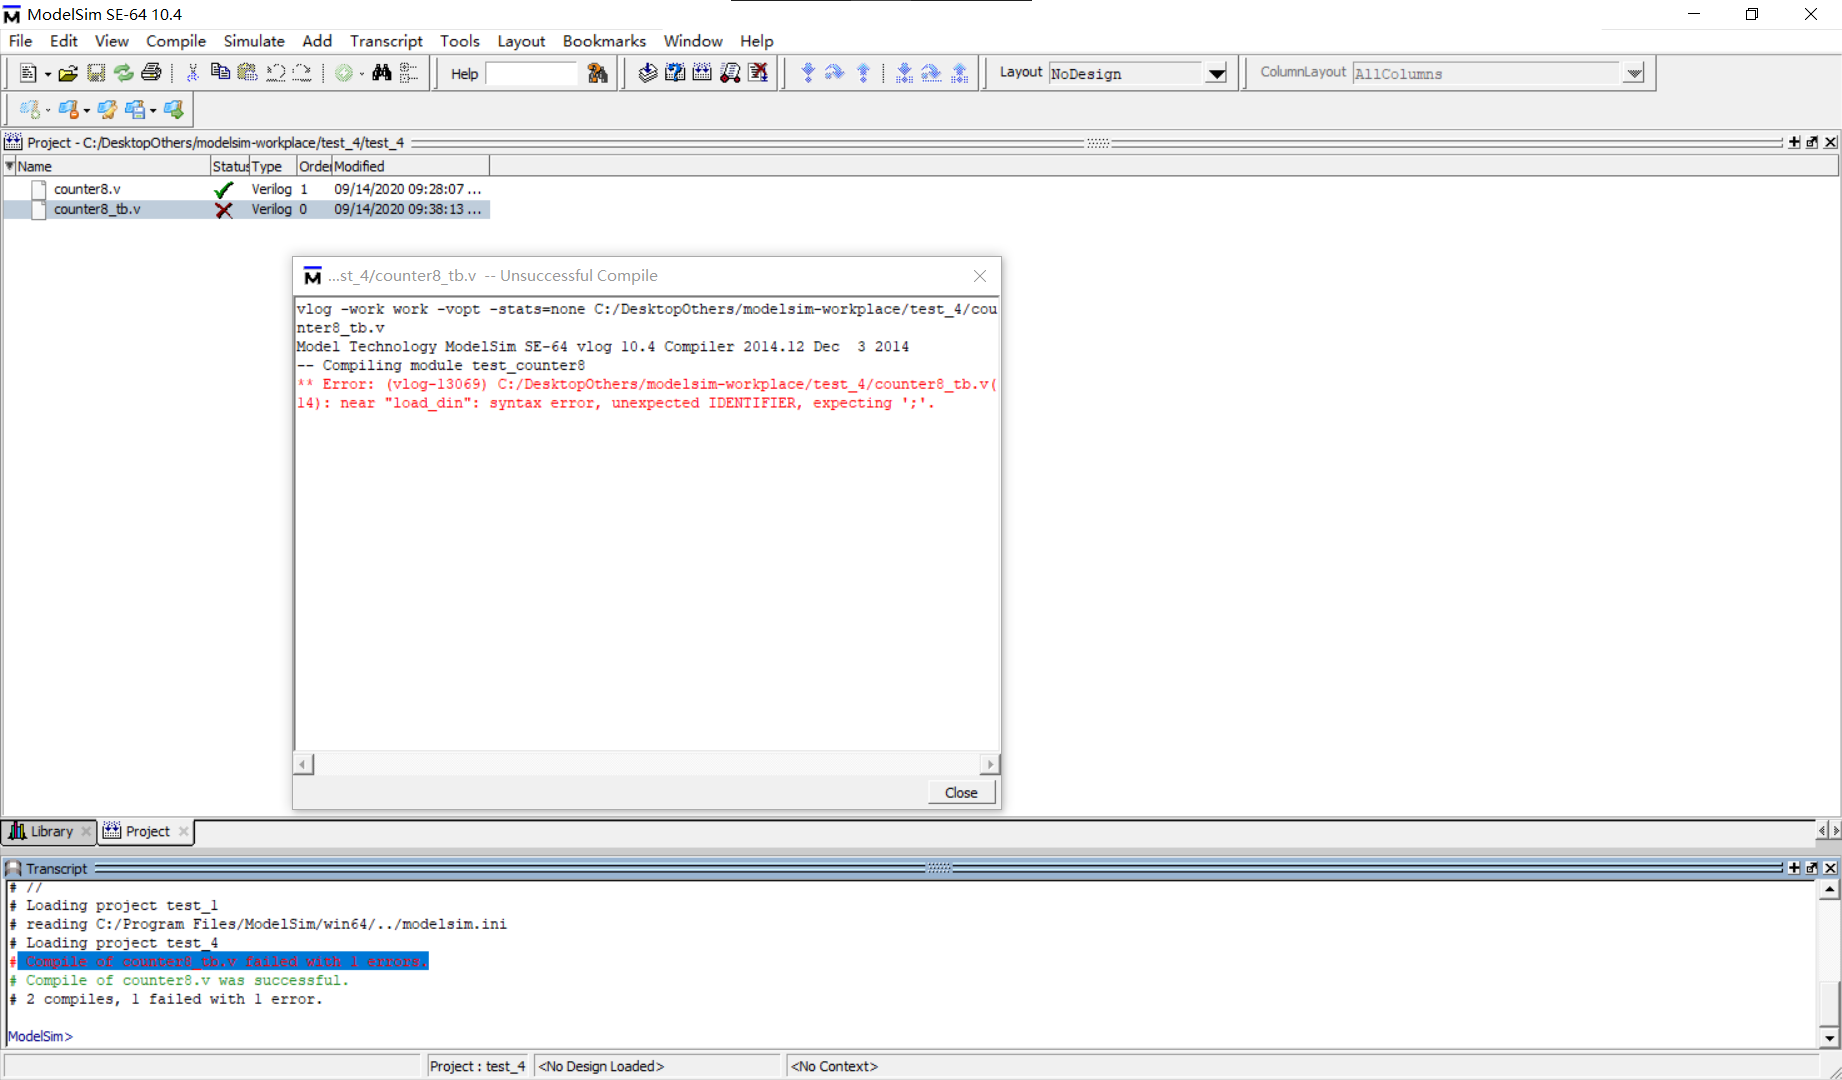 ModelSim SE-64 10.4
File Edit View Compile Simulate Add Transcript Tools Layout Bookmarks Window Help
Help Layout NoDesign ColumnLayout AllColumns
Project - C:/DesktopOthers/modelsim-workplace/test_4/test_4
Name Status Type Order Modified
counter8.v Verilog 1 09/14/2020 09:28:07 ...
counter8_tb.v Verilog 0 09/14/2020 09:38:13 ...
...st_4/counter8_tb.v -- Unsuccessful Compile
vlog -work work -vopt -stats=none C:/DesktopOthers/modelsim-workplace/test_4/cou
nter8_tb.v
Model Technology ModelSim SE-64 vlog 10.4 Compiler 2014.12 Dec  3 2014
-- Compiling module test_counter8
** Error: (vlog-13069) C:/DesktopOthers/modelsim-workplace/test_4/counter8_tb.v(
14): near "load_din": syntax error, unexpected IDENTIFIER, expecting ';'.
Close
Library Project
Transcript
# //
# Loading project test_1
# reading C:/Program Files/ModelSim/win64/../modelsim.ini
# Loading project test_4
# Compile of counter8_tb.v failed with 1 errors.
# Compile of counter8.v was successful.
# 2 compiles, 1 failed with 1 error.
ModelSim>
Project : test_4 <No Design Loaded> <No Context>